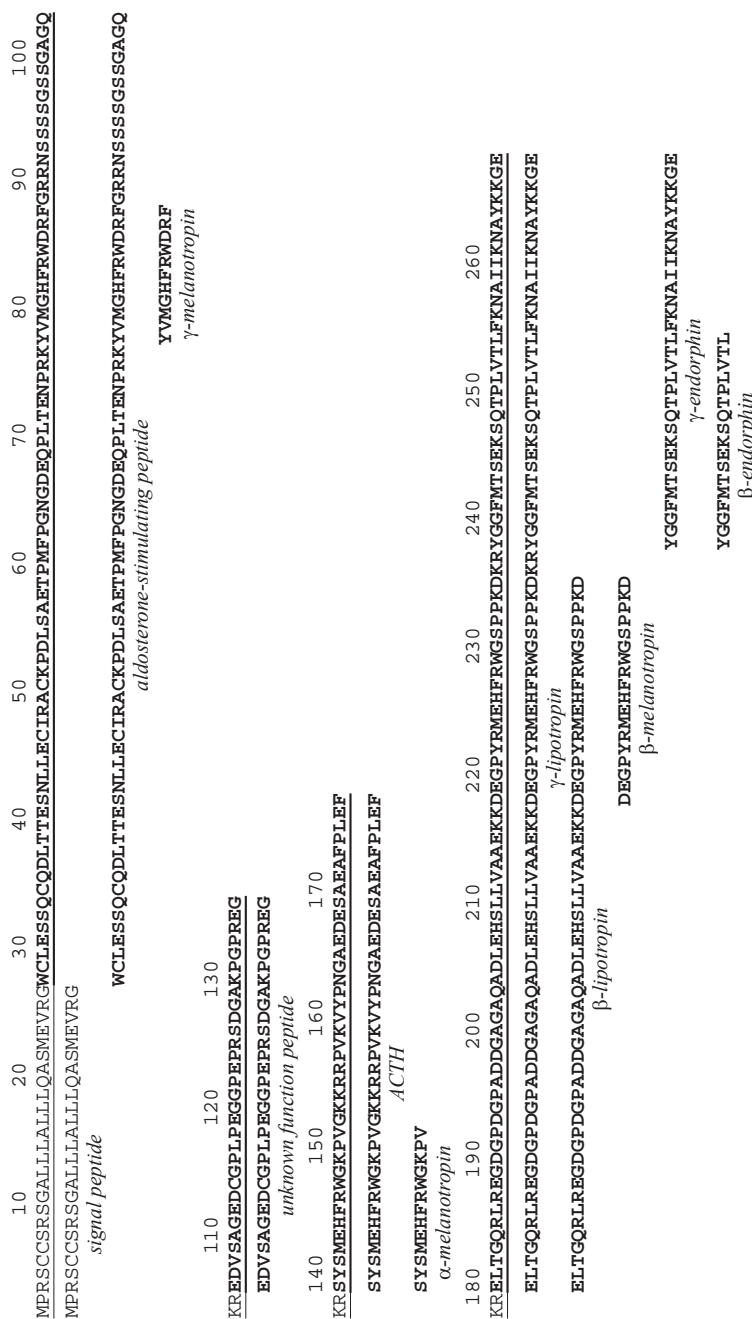 10 20 30 40 50 60 70 80 90 100
MPRSCCSRSGALLLALLLQASMEVRGWCLESSQCQDLTTESNLLECIRACKPDLSAETPMFPGNGDEQPLTENPRKYVMGHFRWDRFGRRNSSSSSGSSGAGQ
MPRSCCSRSGALLLALLLQASMEVRG
signal peptide
WCLESSQCQDLTTESNLLECIRACKPDLSAETPMFPGNGDEQPLTENPRKYVMGHFRWDRFGRRNSSSSSGSSGAGQ
aldosterone-stimulating peptide
YVMGHFRWDRF
γ-melanotropin
110 120 130
KREDVSAGEDCGPLPEGGPEPRSDGAKPGPREG
EDVSAGEDCGPLPEGGPEPRSDGAKPGPREG
unknown function peptide
140 150 160 170
KRSYSMEHFRWGKPVGKKRRPVKVYPNGAEDESAEAFPLEF
SYSMEHFRWGKPVGKKRRPVKVYPNGAEDESAEAFPLEF
ACTH
SYSMEHFRWGKPV
α-melanotropin
180 190 200 210 220 230 240 250 260
KRELTGQRLREGDGPDGPADDGAGAQADLEHSLLVAAEKKDEGPYRMEHFRWGSPPKDKRYGGFMTSEKSQTPLVTLFKNAIIKNAYKKGE
ELTGQRLREGDGPDGPADDGAGAQADLEHSLLVAAEKKDEGPYRMEHFRWGSPPKDKRYGGFMTSEKSQTPLVTLFKNAIIKNAYKKGE
γ-lipotropin
ELTGQRLREGDGPDGPADDGAGAQADLEHSLLVAAEKKDEGPYRMEHFRWGSPPKD
β-lipotropin
DEGPYRMEHFRWGSPPKD
β-melanotropin
YGGFMTSEKSQTPLVTLFKNAIIKNAYKKGE
γ-endorphin
YGGFMTSEKSQTPLVTL
β-endorphin